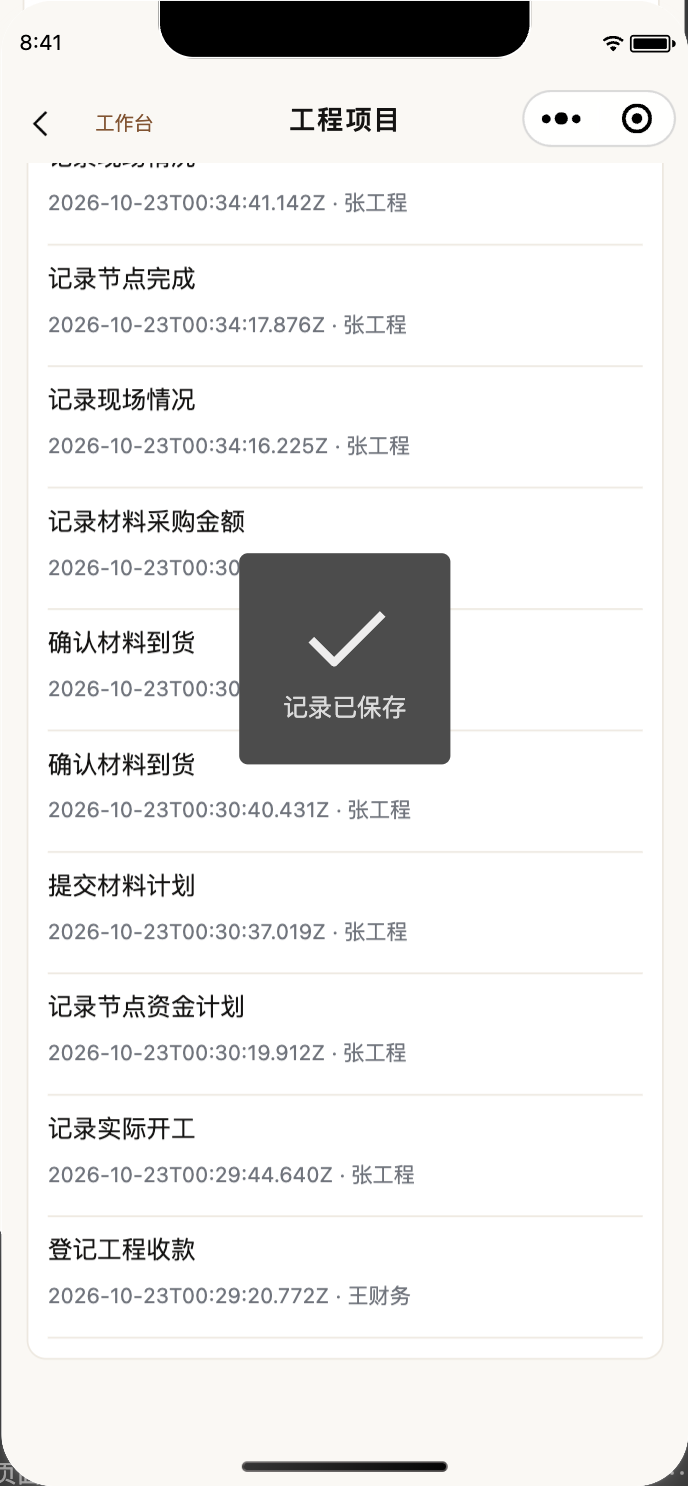 8:41
工作台
工程项目
记录现场情况
2026-10-23T00:34:41.142Z · 张工程
记录节点完成
2026-10-23T00:34:17.876Z · 张工程
记录现场情况
2026-10-23T00:34:16.225Z · 张工程
记录材料采购金额
2026-10-23T00:30
确认材料到货
2026-10-23T00:30
记录已保存
确认材料到货
2026-10-23T00:30:40.431Z · 张工程
提交材料计划
2026-10-23T00:30:37.019Z · 张工程
记录节点资金计划
2026-10-23T00:30:19.912Z · 张工程
记录实际开工
2026-10-23T00:29:44.640Z · 张工程
登记工程收款
2026-10-23T00:29:20.772Z · 王财务